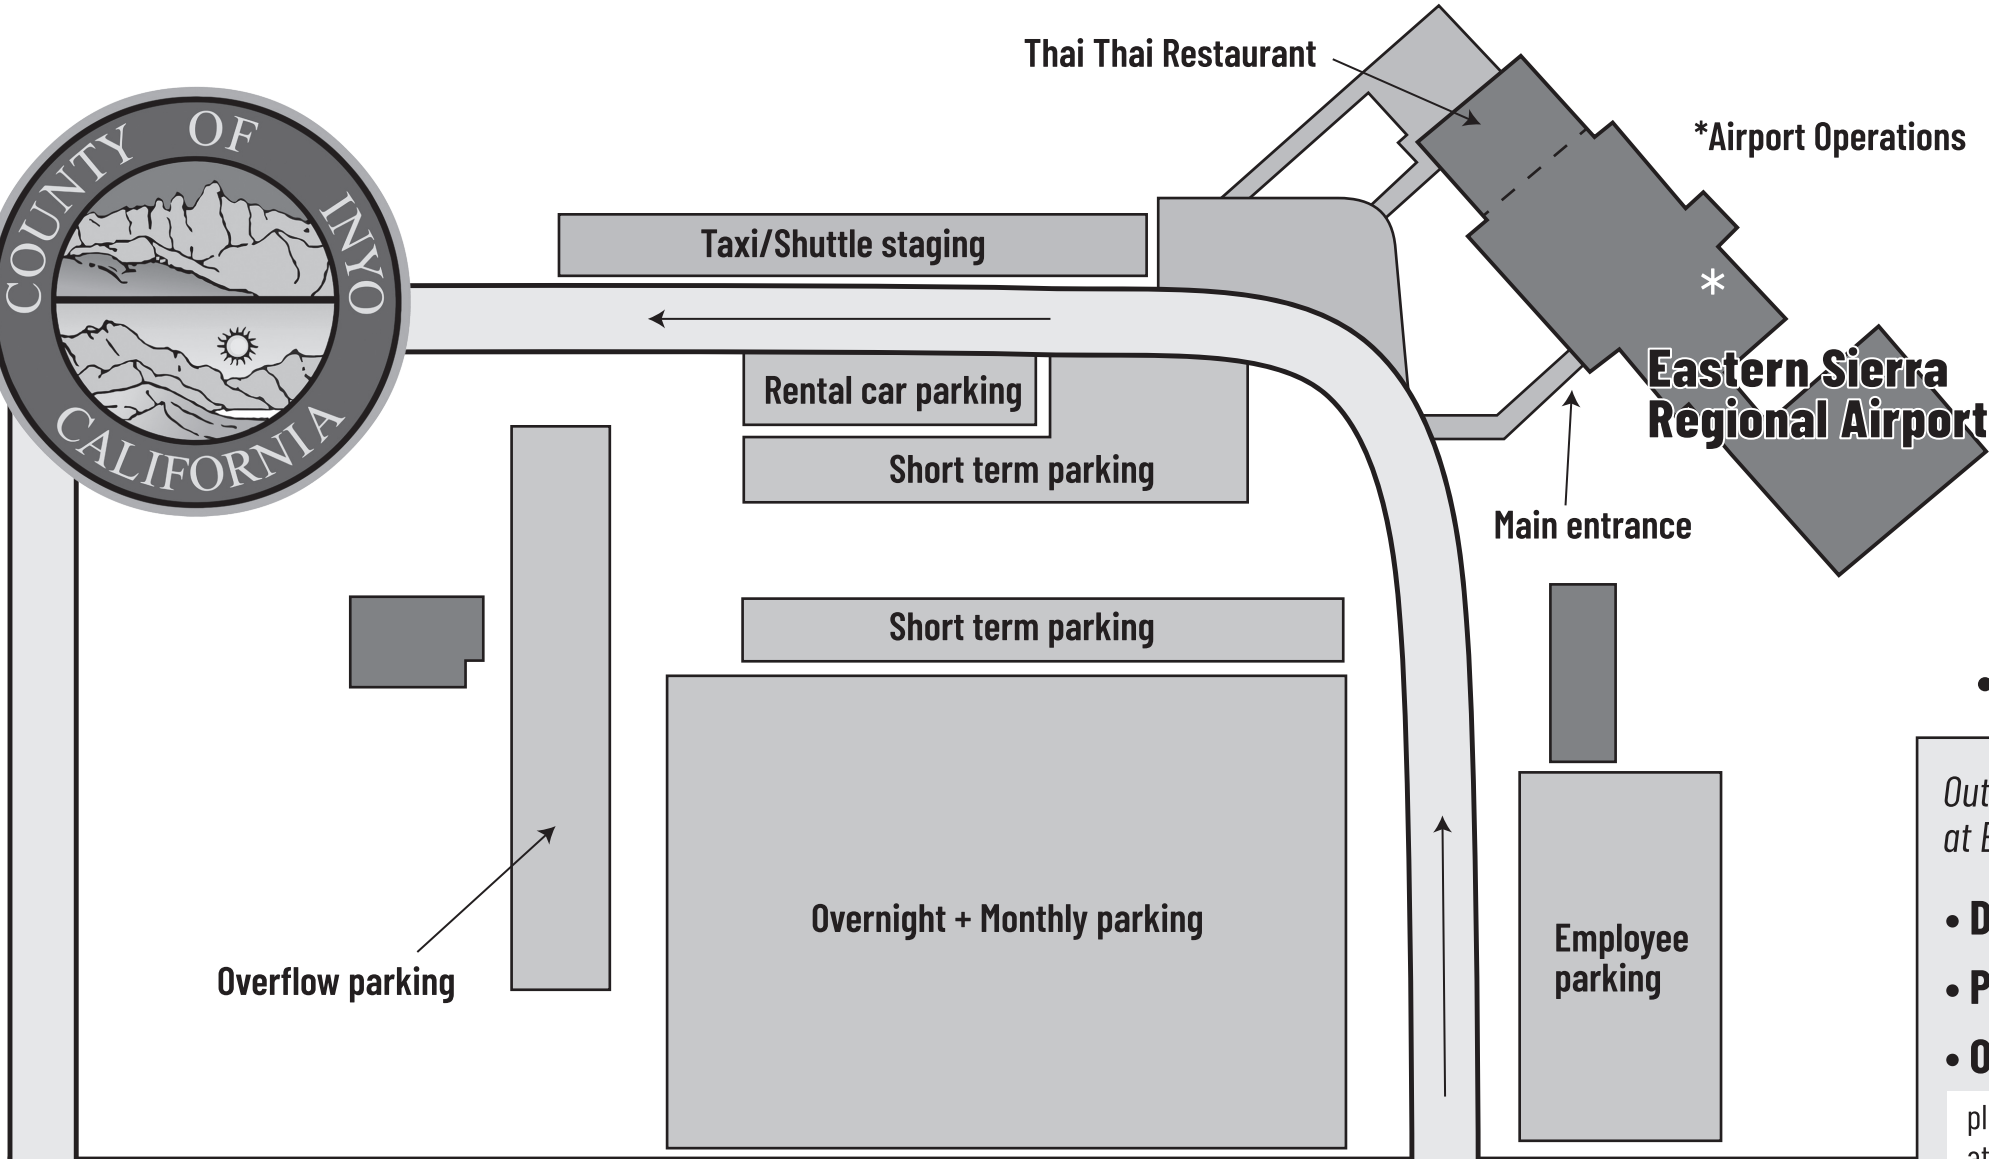 COUNTY OF INYO
CALIFORNIA
Thai Thai Restaurant
*Airport Operations
Taxi/Shuttle staging
*
Rental car parking
Eastern Sierra
Regional Airport
Short term parking
Main entrance
Short term parking
Overnight + Monthly parking
Employee
parking
Overflow parking
at